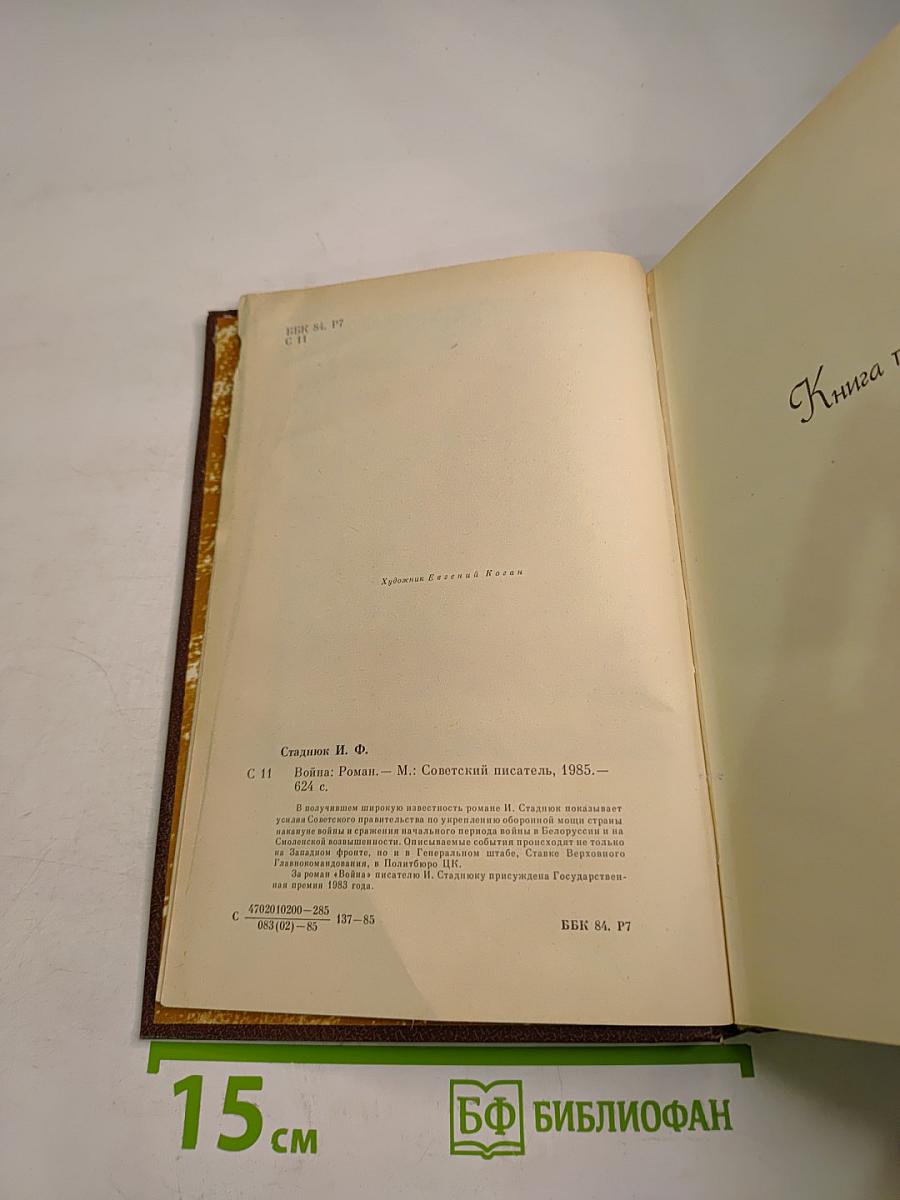 ББК 84. Р7
С 11
Книга
Художник Евгений Коган
Стаднюк И. Ф.
С 11 Война: Роман.— М.: Советский писатель, 1985.—
624 с.
В получившем широкую известность романе И. Стаднюк показывает
усилия Советского правительства по укреплению оборонной мощи страны
накануне войны и сражения начального периода войны в Белоруссии и на
Смоленской возвышенности. Описываемые события происходят не только
на Западном фронте, но и в Генеральном штабе, Ставке Верховного
Главнокомандования, в Политбюро ЦК.
За роман «Война» писателю И. Стаднюку присуждена Государствен-
ная премия 1983 года.
С 4702010200—285 137—85
083(02)—85
ББК 84. Р7
15 см
БФ БИБЛИОФАН